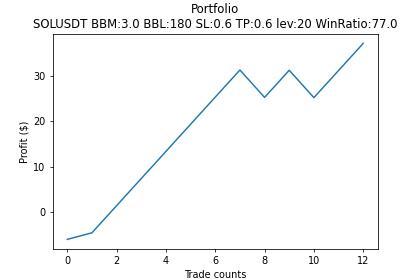 Portfolio
SOLUSDT BBM:3.0 BBL:180 SL:0.6 TP:0.6 lev:20 WinRatio:77.0
Profit ($)
30
20
10
0
0 2 4 6 8 10 12
Trade counts